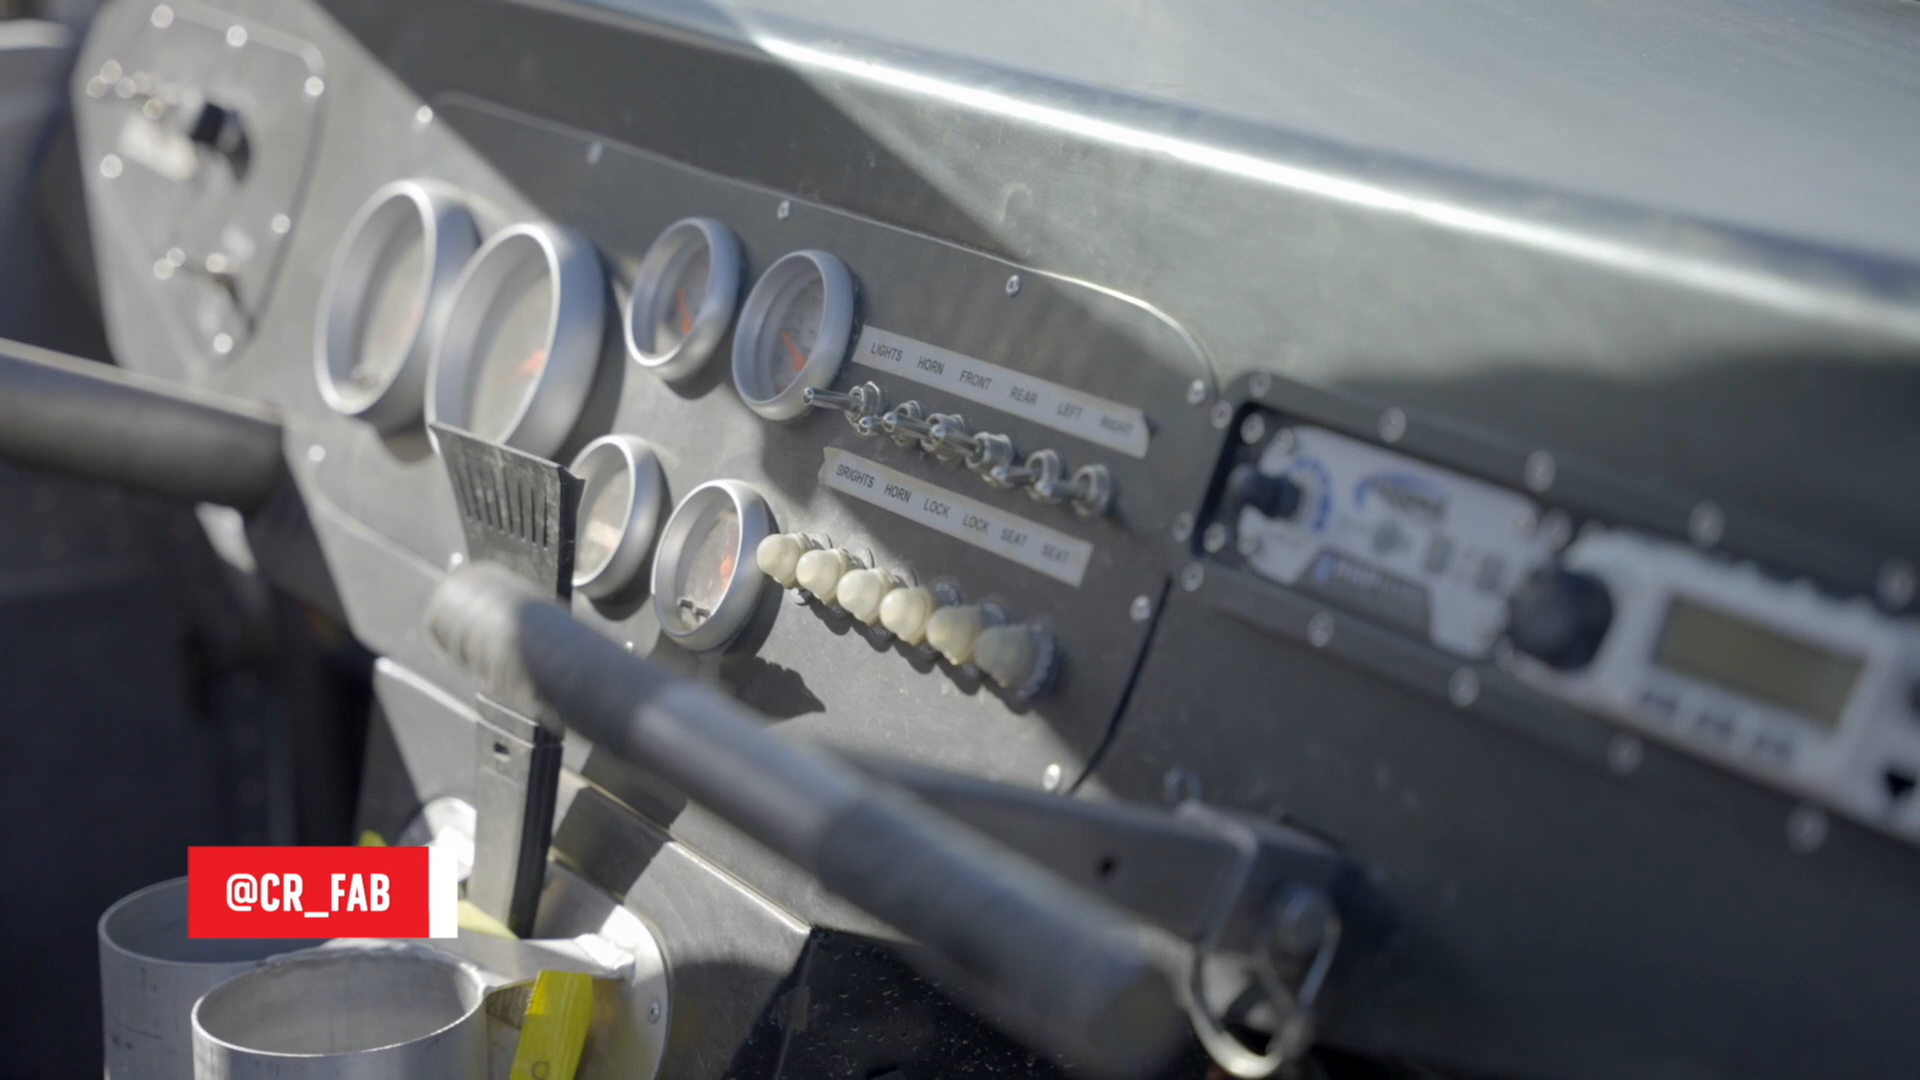 LIGHTS HORN FRONT REAR LEFT RIGHT
BRIGHTS HORN LOCK LOCK SEAT SEAT
@CR_FAB